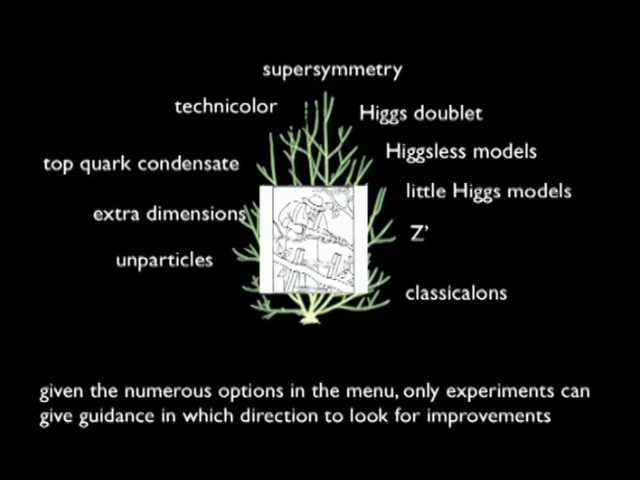 supersymmetry
technicolor
Higgs doublet
Higgsless models
top quark condensate
little Higgs models
extra dimensions
Z'
unparticles
classicalons
given the numerous options in the menu, only experiments can
give guidance in which direction to look for improvements